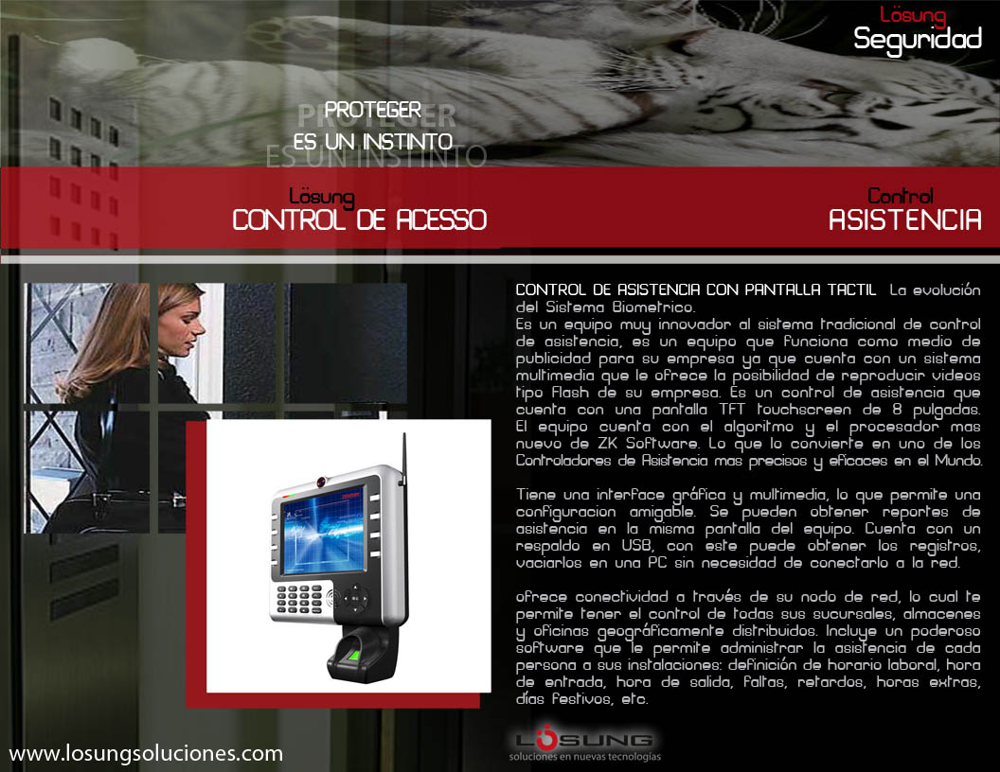 Lösung
Seguridad
PROTEGER
ES UN INSTINTO
PROTEGER
ES UN INSTINTO
Lösung
CONTROL DE ACESSO
Control
ASISTENCIA
CONTROL DE ASISTENCIA CON PANTALLA TACTIL La evolución
del Sistema Biometrico.
Es un equipo muy innovador al sistema tradicional de control
de asistencia, es un equipo que funciona como medio de
publicidad para su empresa ya que cuenta con un sistema
multimedia que le ofrece la posibilidad de reproducir videos
tipo Flash de su empresa. Es un control de asistencia que
cuenta con una pantalla TFT touchscreen de 8 pulgadas.
El equipo cuenta con el algoritmo y el procesador mas
nuevo de ZK Software. Lo que lo convierte en uno de los
Controladores de Asistencia mas precisos y eficaces en el Mundo.
Tiene una interface gráfica y multimedia, lo que permite una
configuracion amigable. Se pueden obtener reportes de
asistencia en la misma pantalla del equipo. Cuenta con un
respaldo en USB, con este puede obtener los registros,
vaciarlos en una PC sin necesidad de conectarlo a la red.
ofrece conectividad a través de su nodo de red, lo cual te
permite tener el control de todas sus sucursales, almacenes
y oficinas geográficamente distribuidos. Incluye un poderoso
software que le permite administrar la asistencia de cada
persona a sus instalaciones: definición de horario laboral, hora
de entrada, hora de salida, faltas, retardos, horas extras,
días festivos, etc.
LÖSUNG
soluciones en nuevas tecnologías
www.losungsoluciones.com